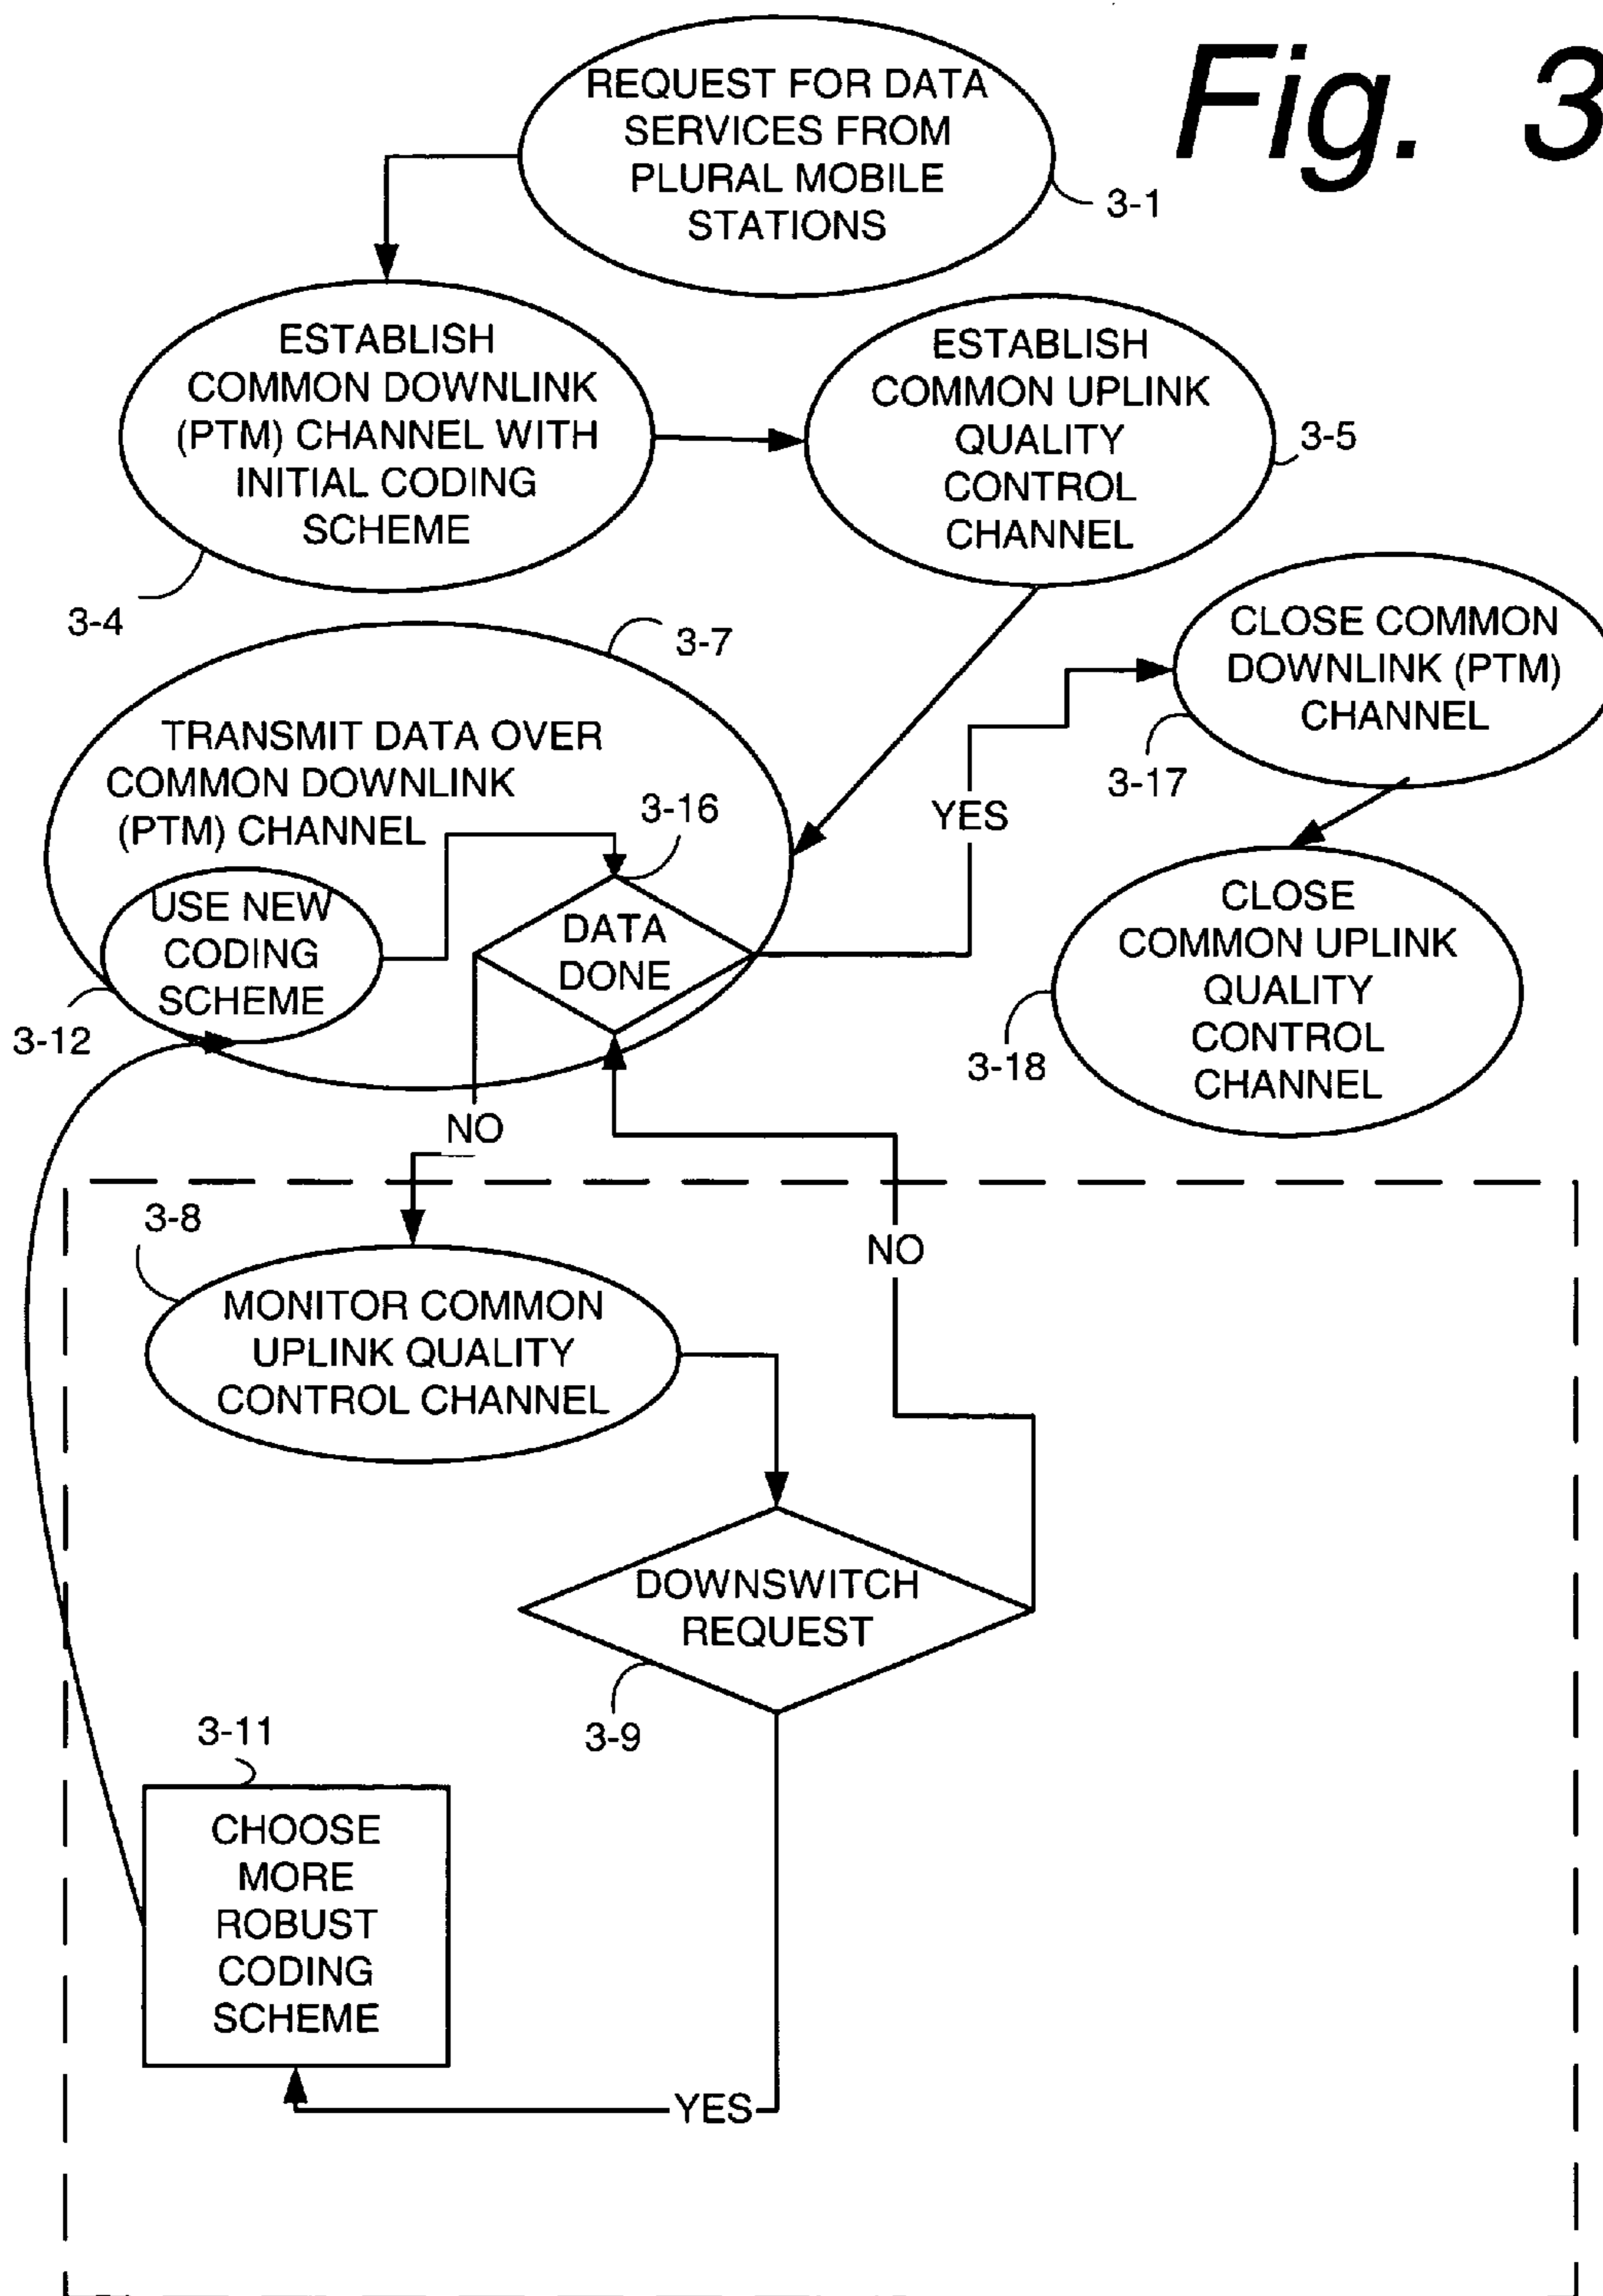 Fig. 3
REQUEST FOR DATA
SERVICES FROM
PLURAL MOBILE
STATIONS
3-1
ESTABLISH
COMMON DOWNLINK
(PTM) CHANNEL WITH
INITIAL CODING
SCHEME
3-4
ESTABLISH
COMMON UPLINK
QUALITY
CONTROL
CHANNEL
3-5
3-7
TRANSMIT DATA OVER
COMMON DOWNLINK
(PTM) CHANNEL
3-16
USE NEW
CODING
SCHEME
3-12
DATA
DONE
YES
CLOSE COMMON
DOWNLINK (PTM)
CHANNEL
3-17
CLOSE
COMMON UPLINK
QUALITY
CONTROL
CHANNEL
3-18
NO
3-8
MONITOR COMMON
UPLINK QUALITY
CONTROL CHANNEL
NO
DOWNSWITCH
REQUEST
3-9
3-11
CHOOSE
MORE
ROBUST
CODING
SCHEME
YES